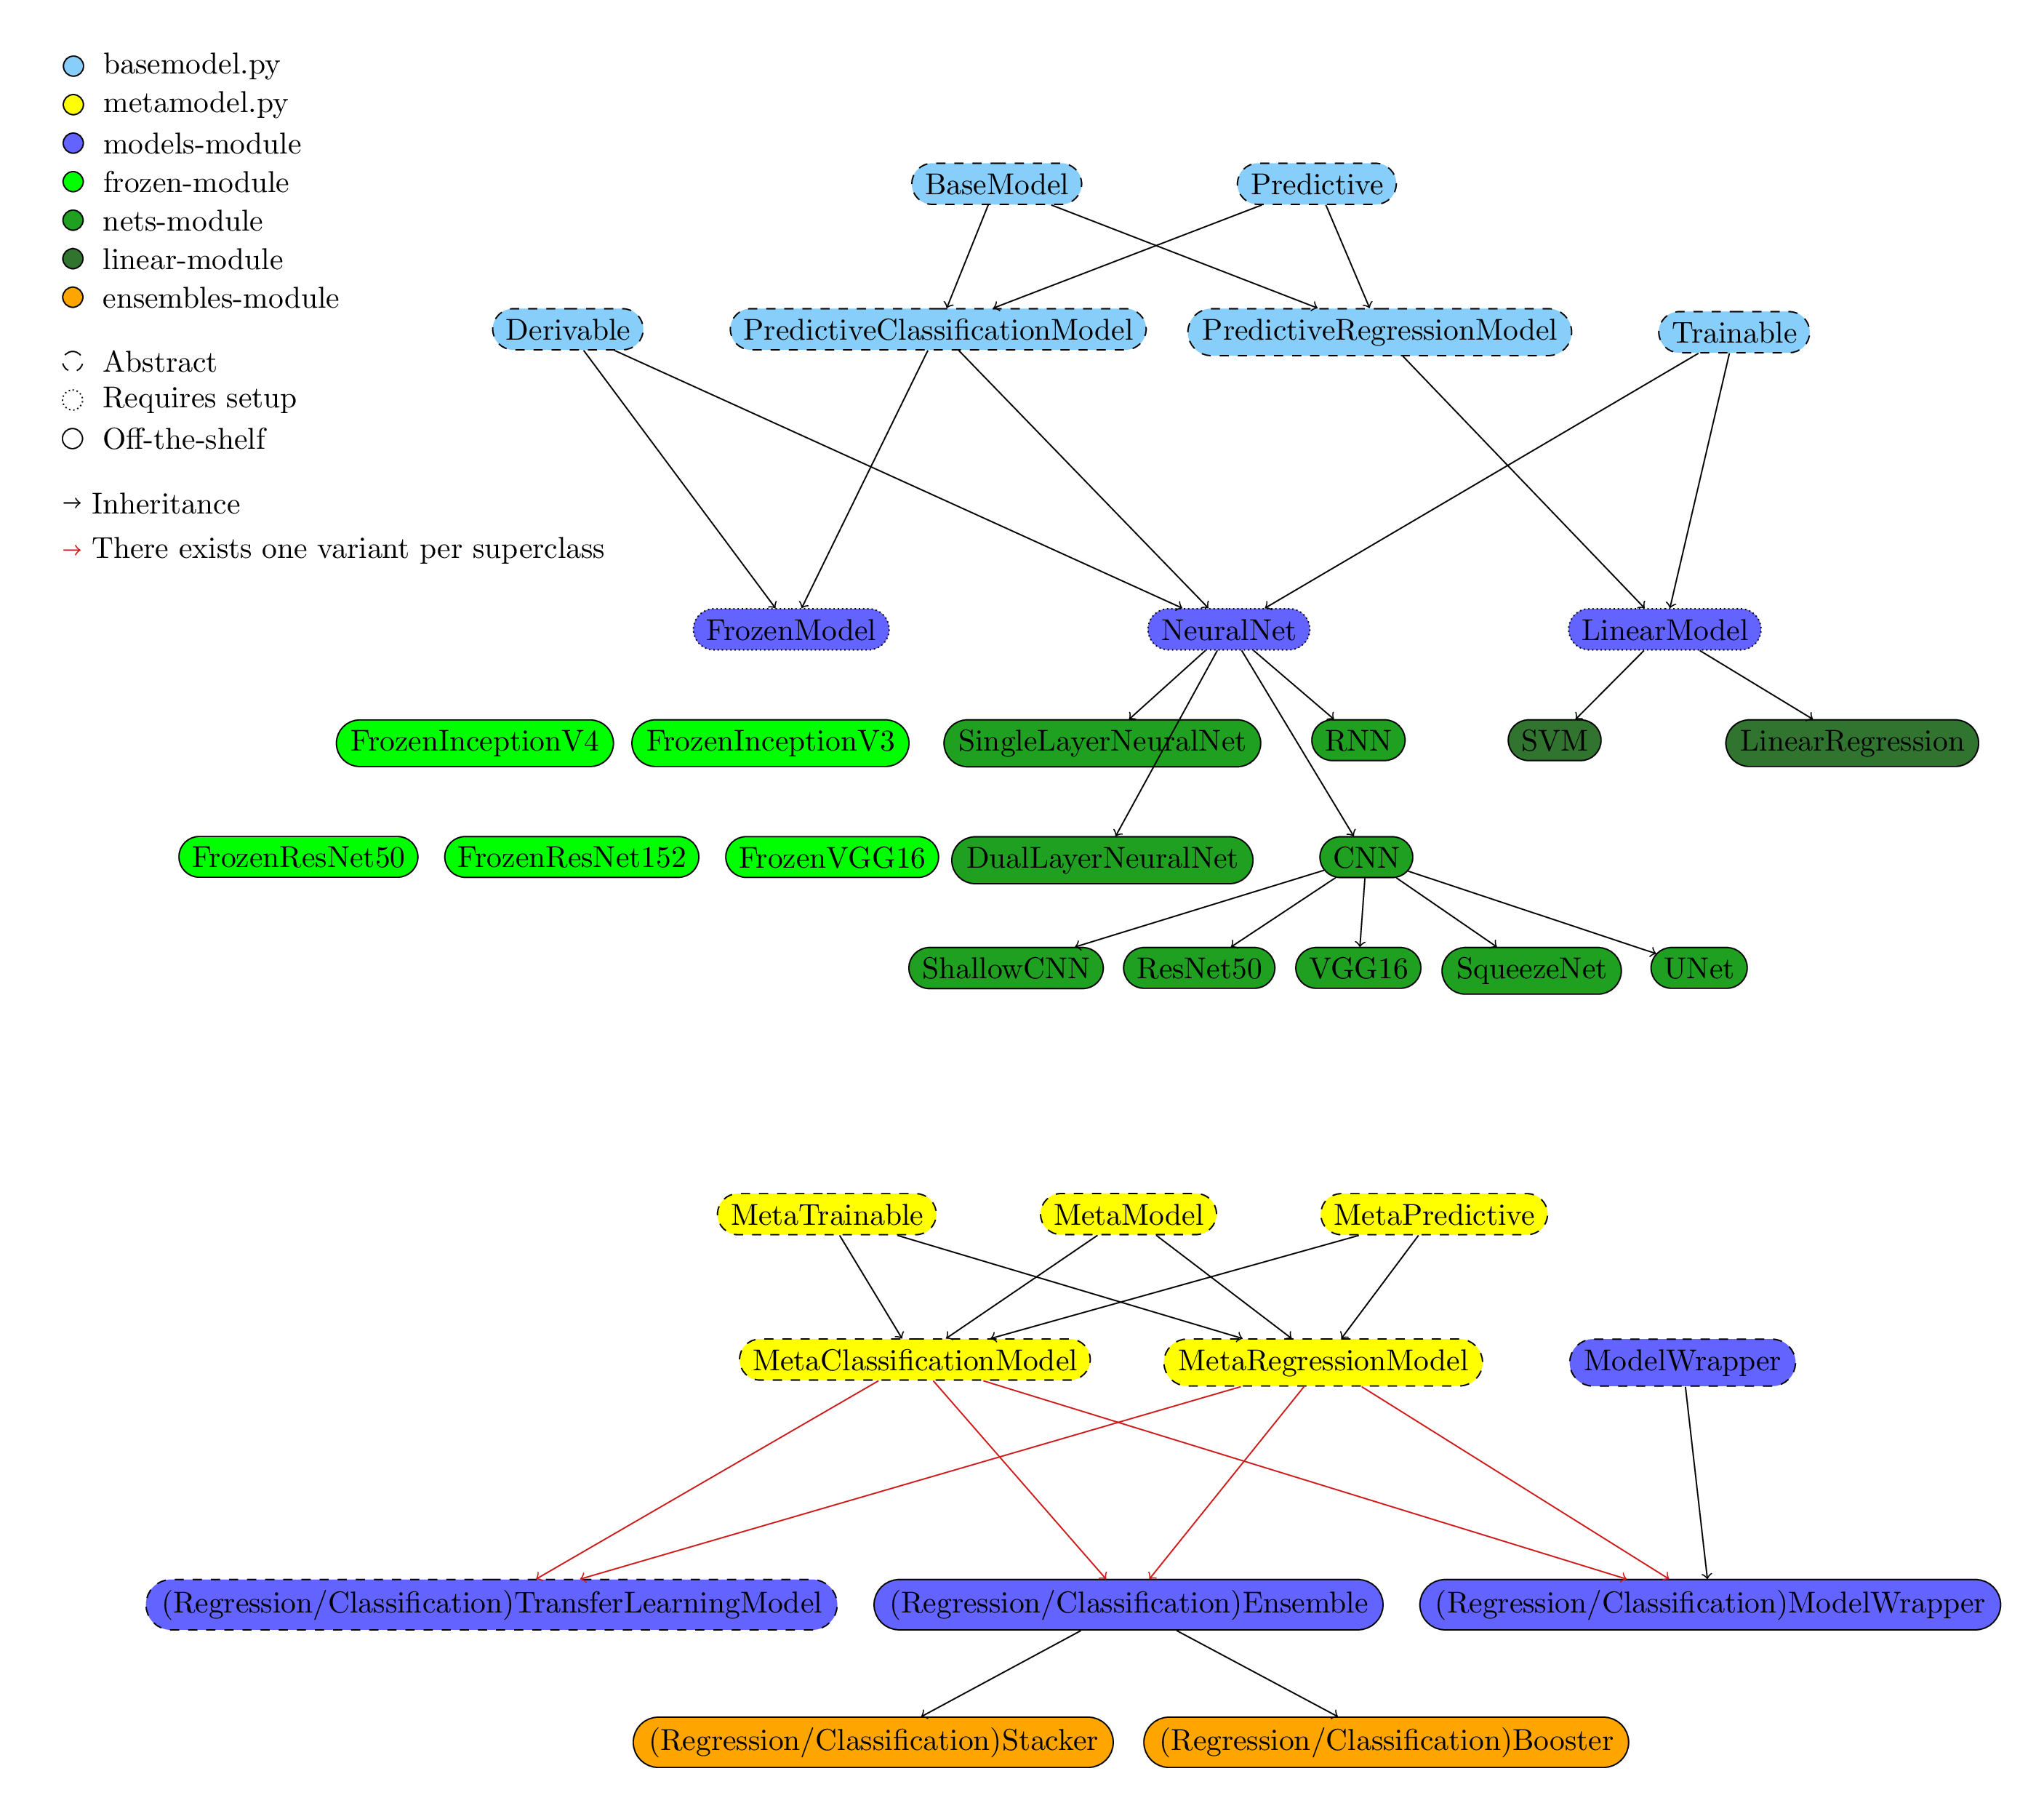 basemodel.py
metamodel.py
models-module
frozen-module
nets-module
linear-module
ensembles-module
Abstract
Requires setup
Off-the-shelf
Inheritance
There exists one variant per superclass
BaseModel
Predictive
Derivable
PredictiveClassificationModel
PredictiveRegressionModel
Trainable
FrozenModel
NeuralNet
LinearModel
FrozenInceptionV4
FrozenInceptionV3
SingleLayerNeuralNet
RNN
SVM
LinearRegression
FrozenResNet50
FrozenResNet152
FrozenVGG16
DualLayerNeuralNet
CNN
ShallowCNN
ResNet50
VGG16
SqueezeNet
UNet
MetaTrainable
MetaModel
MetaPredictive
MetaClassificationModel
MetaRegressionModel
ModelWrapper
(Regression/Classification)TransferLearningModel
(Regression/Classification)Ensemble
(Regression/Classification)ModelWrapper
(Regression/Classification)Stacker
(Regression/Classification)Booster